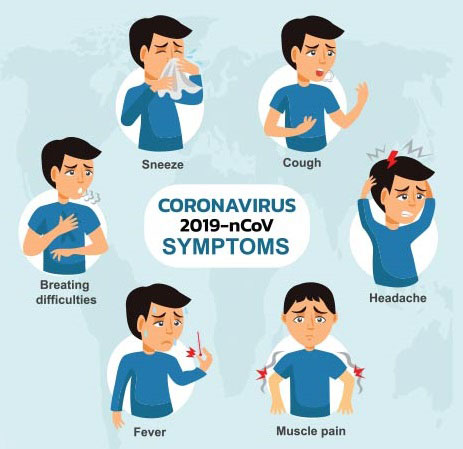 Sneeze
Cough
CORONAVIRUS
2019-nCoV
SYMPTOMS
Breating
difficulties
Headache
Fever
Muscle pain